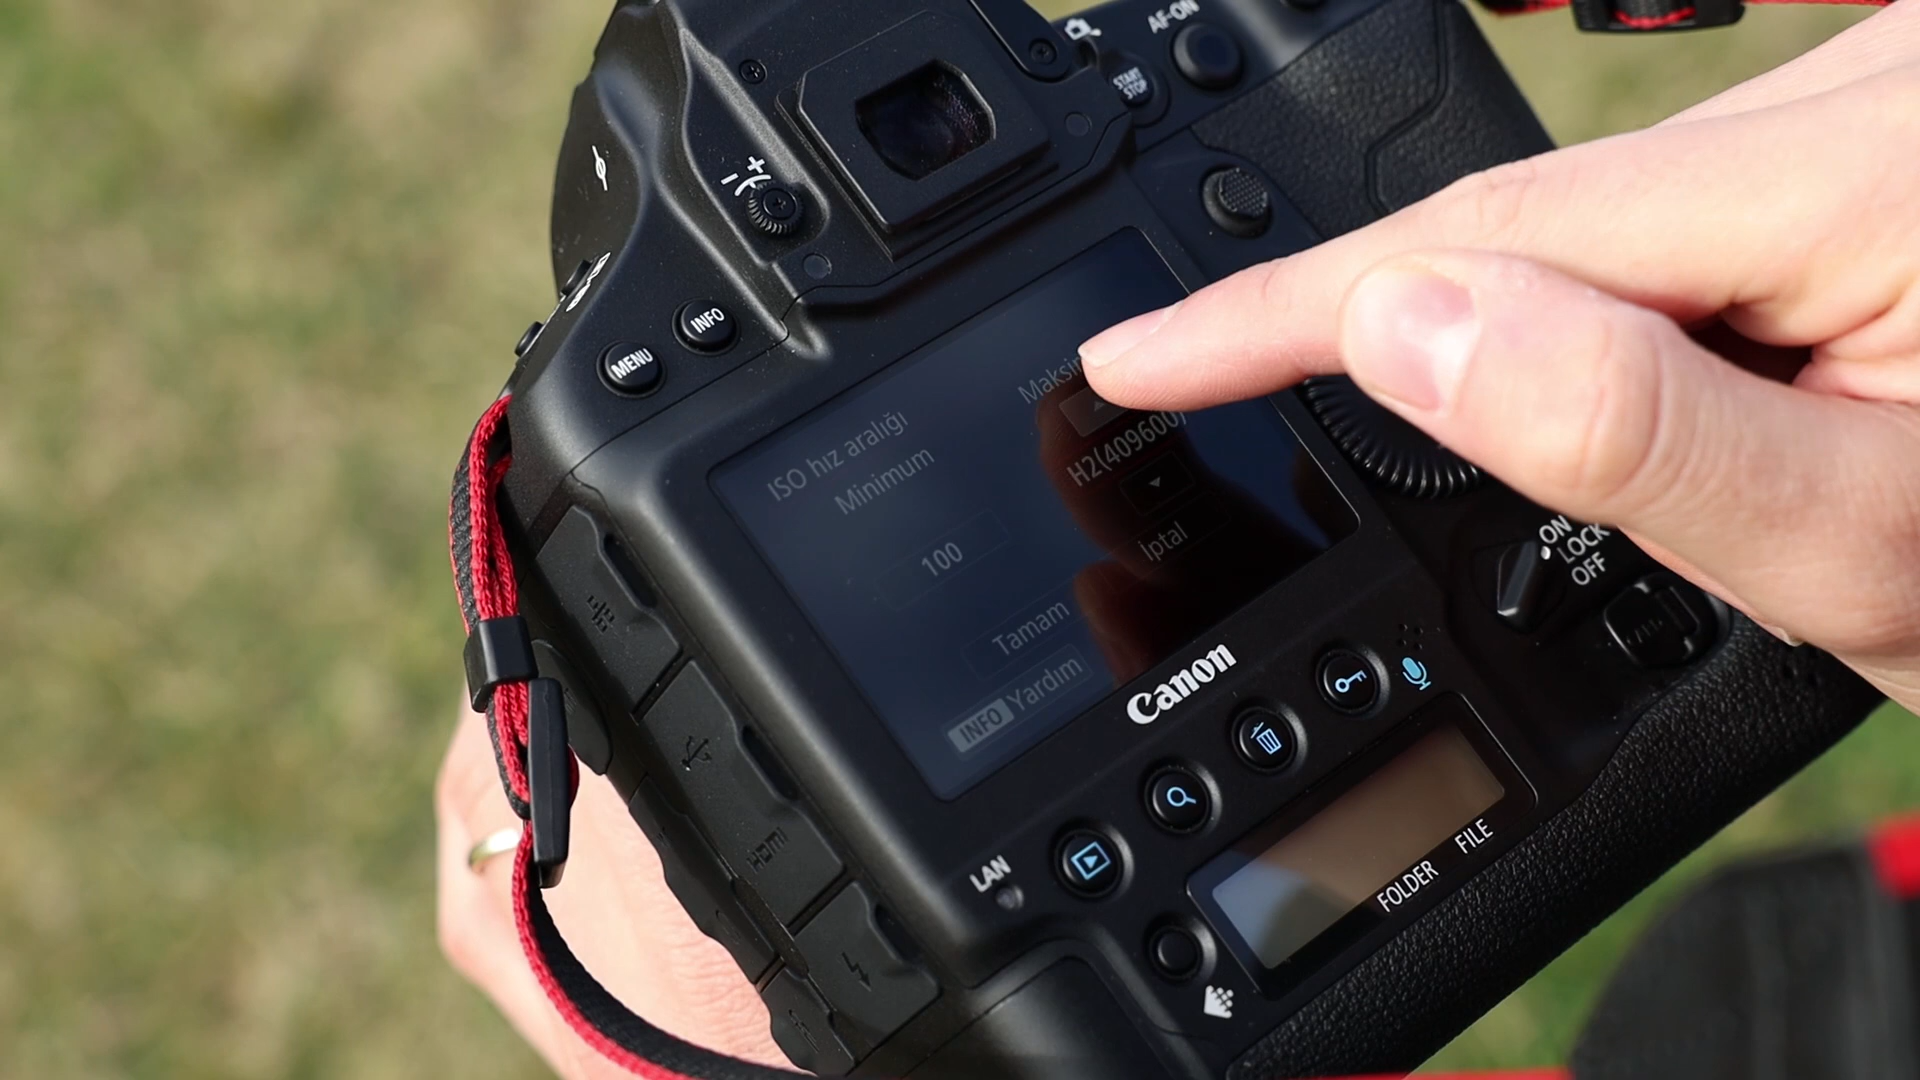 AF-ON
START
STOP
INFO
MENU
ISO hız aralığı
Minimum
100
H2(409600)
İptal
Tamam
INFO Yardım
Canon
ON
LOCK
OFF
LAN
FOLDER
FILE
HDMI